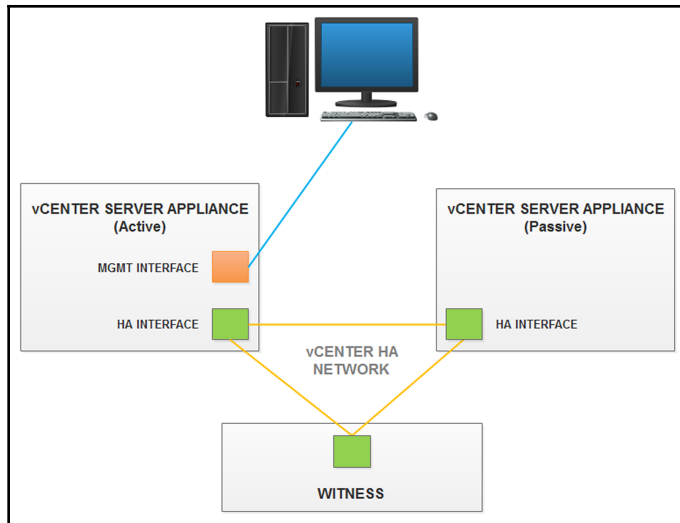 vCENTER SERVER APPLIANCE
(Active)
vCENTER SERVER APPLIANCE
(Passive)
MGMT INTERFACE
HA INTERFACE
HA INTERFACE
vCENTER HA
NETWORK
WITNESS